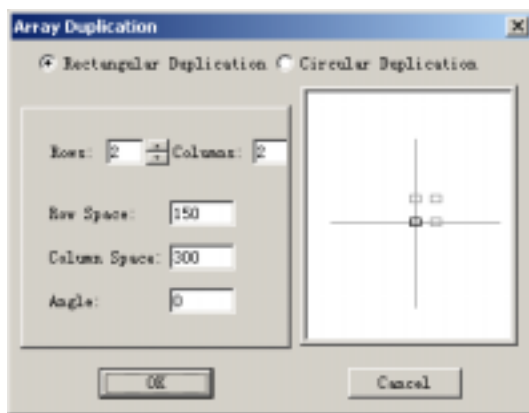 Array Duplication
Rectangular Duplication Circular Duplication
Rows: 2 Columns: 2
Row Space: 150
Column Space: 300
Angle: 0
OK Cancel